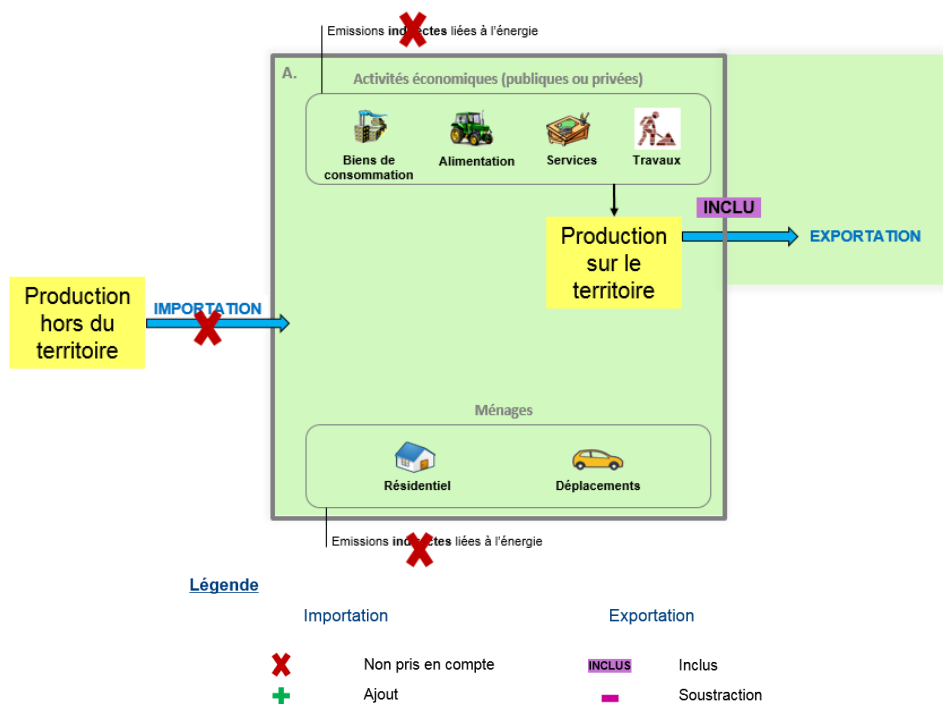 Emissions indirectes liées à l'énergie
A.
Activités économiques (publiques ou privées)
Biens de
consommation
Alimentation
Services
Travaux
INCLU
Production
sur le
territoire
EXPORTATION
Production
hors du
territoire
IMPORTATION
Ménages
Résidentiel
Déplacements
Emissions indirectes liées à l'énergie
Légende
Importation
Exportation
Non pris en compte
INCLUS
Inclus
Ajout
Soustraction